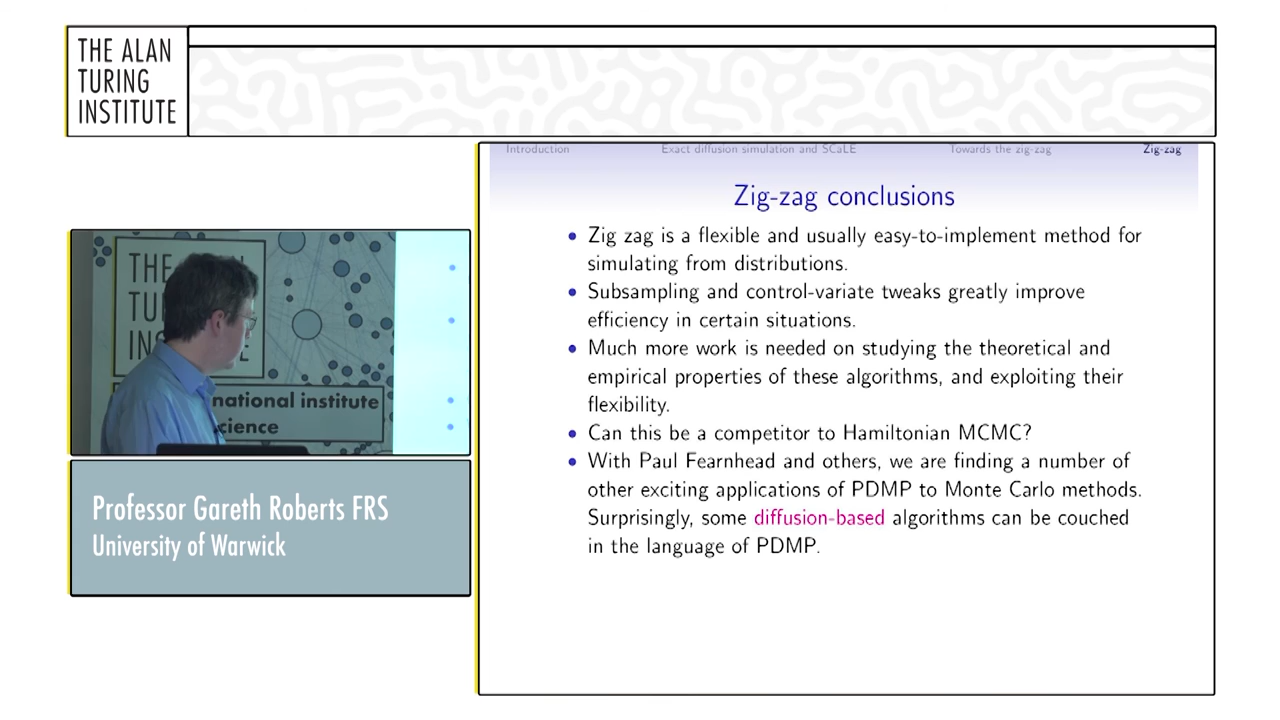 THE ALAN
TURING
INSTITUTE
Introduction
Exact diffusion simulation and SCaLE
Towards the zig-zag
Zig-zag
Zig-zag conclusions
Zig zag is a flexible and usually easy-to-implement method for
simulating from distributions.
Subsampling and control-variate tweaks greatly improve
efficiency in certain situations.
Much more work is needed on studying the theoretical and
empirical properties of these algorithms, and exploiting their
flexibility.
Can this be a competitor to Hamiltonian MCMC?
With Paul Fearnhead and others, we are finding a number of
other exciting applications of PDMP to Monte Carlo methods.
Surprisingly, some diffusion-based algorithms can be couched
in the language of PDMP.
THE
TU
IN E
national institute
cience
Professor Gareth Roberts FRS
University of Warwick